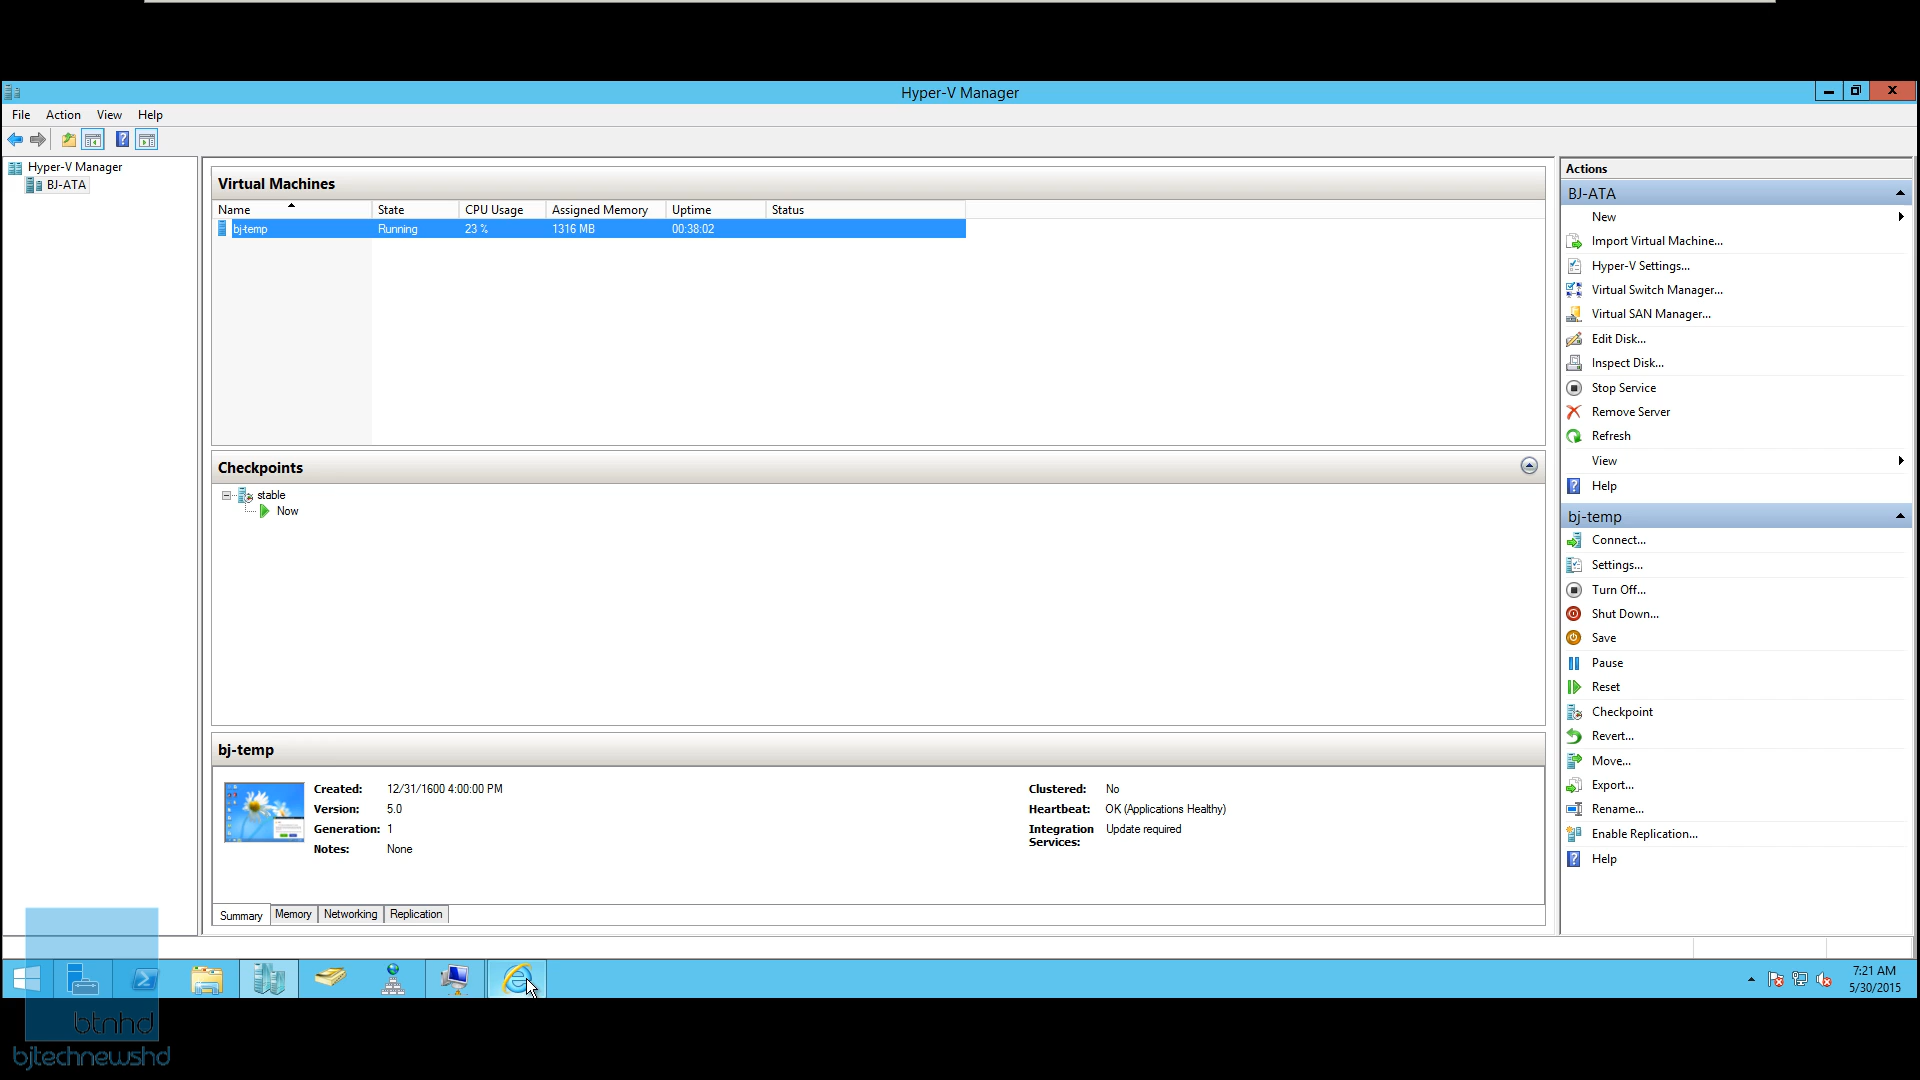 Hyper-V Manager
File Action View Help
Hyper-V Manager
BJ-ATA
Virtual Machines
Name State CPU Usage Assigned Memory Uptime Status
bj-temp Running 23 % 1316 MB 00:38:02
Checkpoints
stable
Now
bj-temp
Created: 12/31/1600 4:00:00 PM
Version: 5.0
Generation: 1
Notes: None
Clustered: No
Heartbeat: OK (Applications Healthy)
Integration Services: Update required
Summary Memory Networking Replication
Actions
BJ-ATA
New
Import Virtual Machine...
Hyper-V Settings...
Virtual Switch Manager...
Virtual SAN Manager...
Edit Disk...
Inspect Disk...
Stop Service
Remove Server
Refresh
View
Help
bj-temp
Connect...
Settings...
Turn Off...
Shut Down...
Save
Pause
Reset
Checkpoint
Revert...
Move...
Export...
Rename...
Enable Replication...
Help
7:21 AM
5/30/2015
btnhd
bjtechnewshd